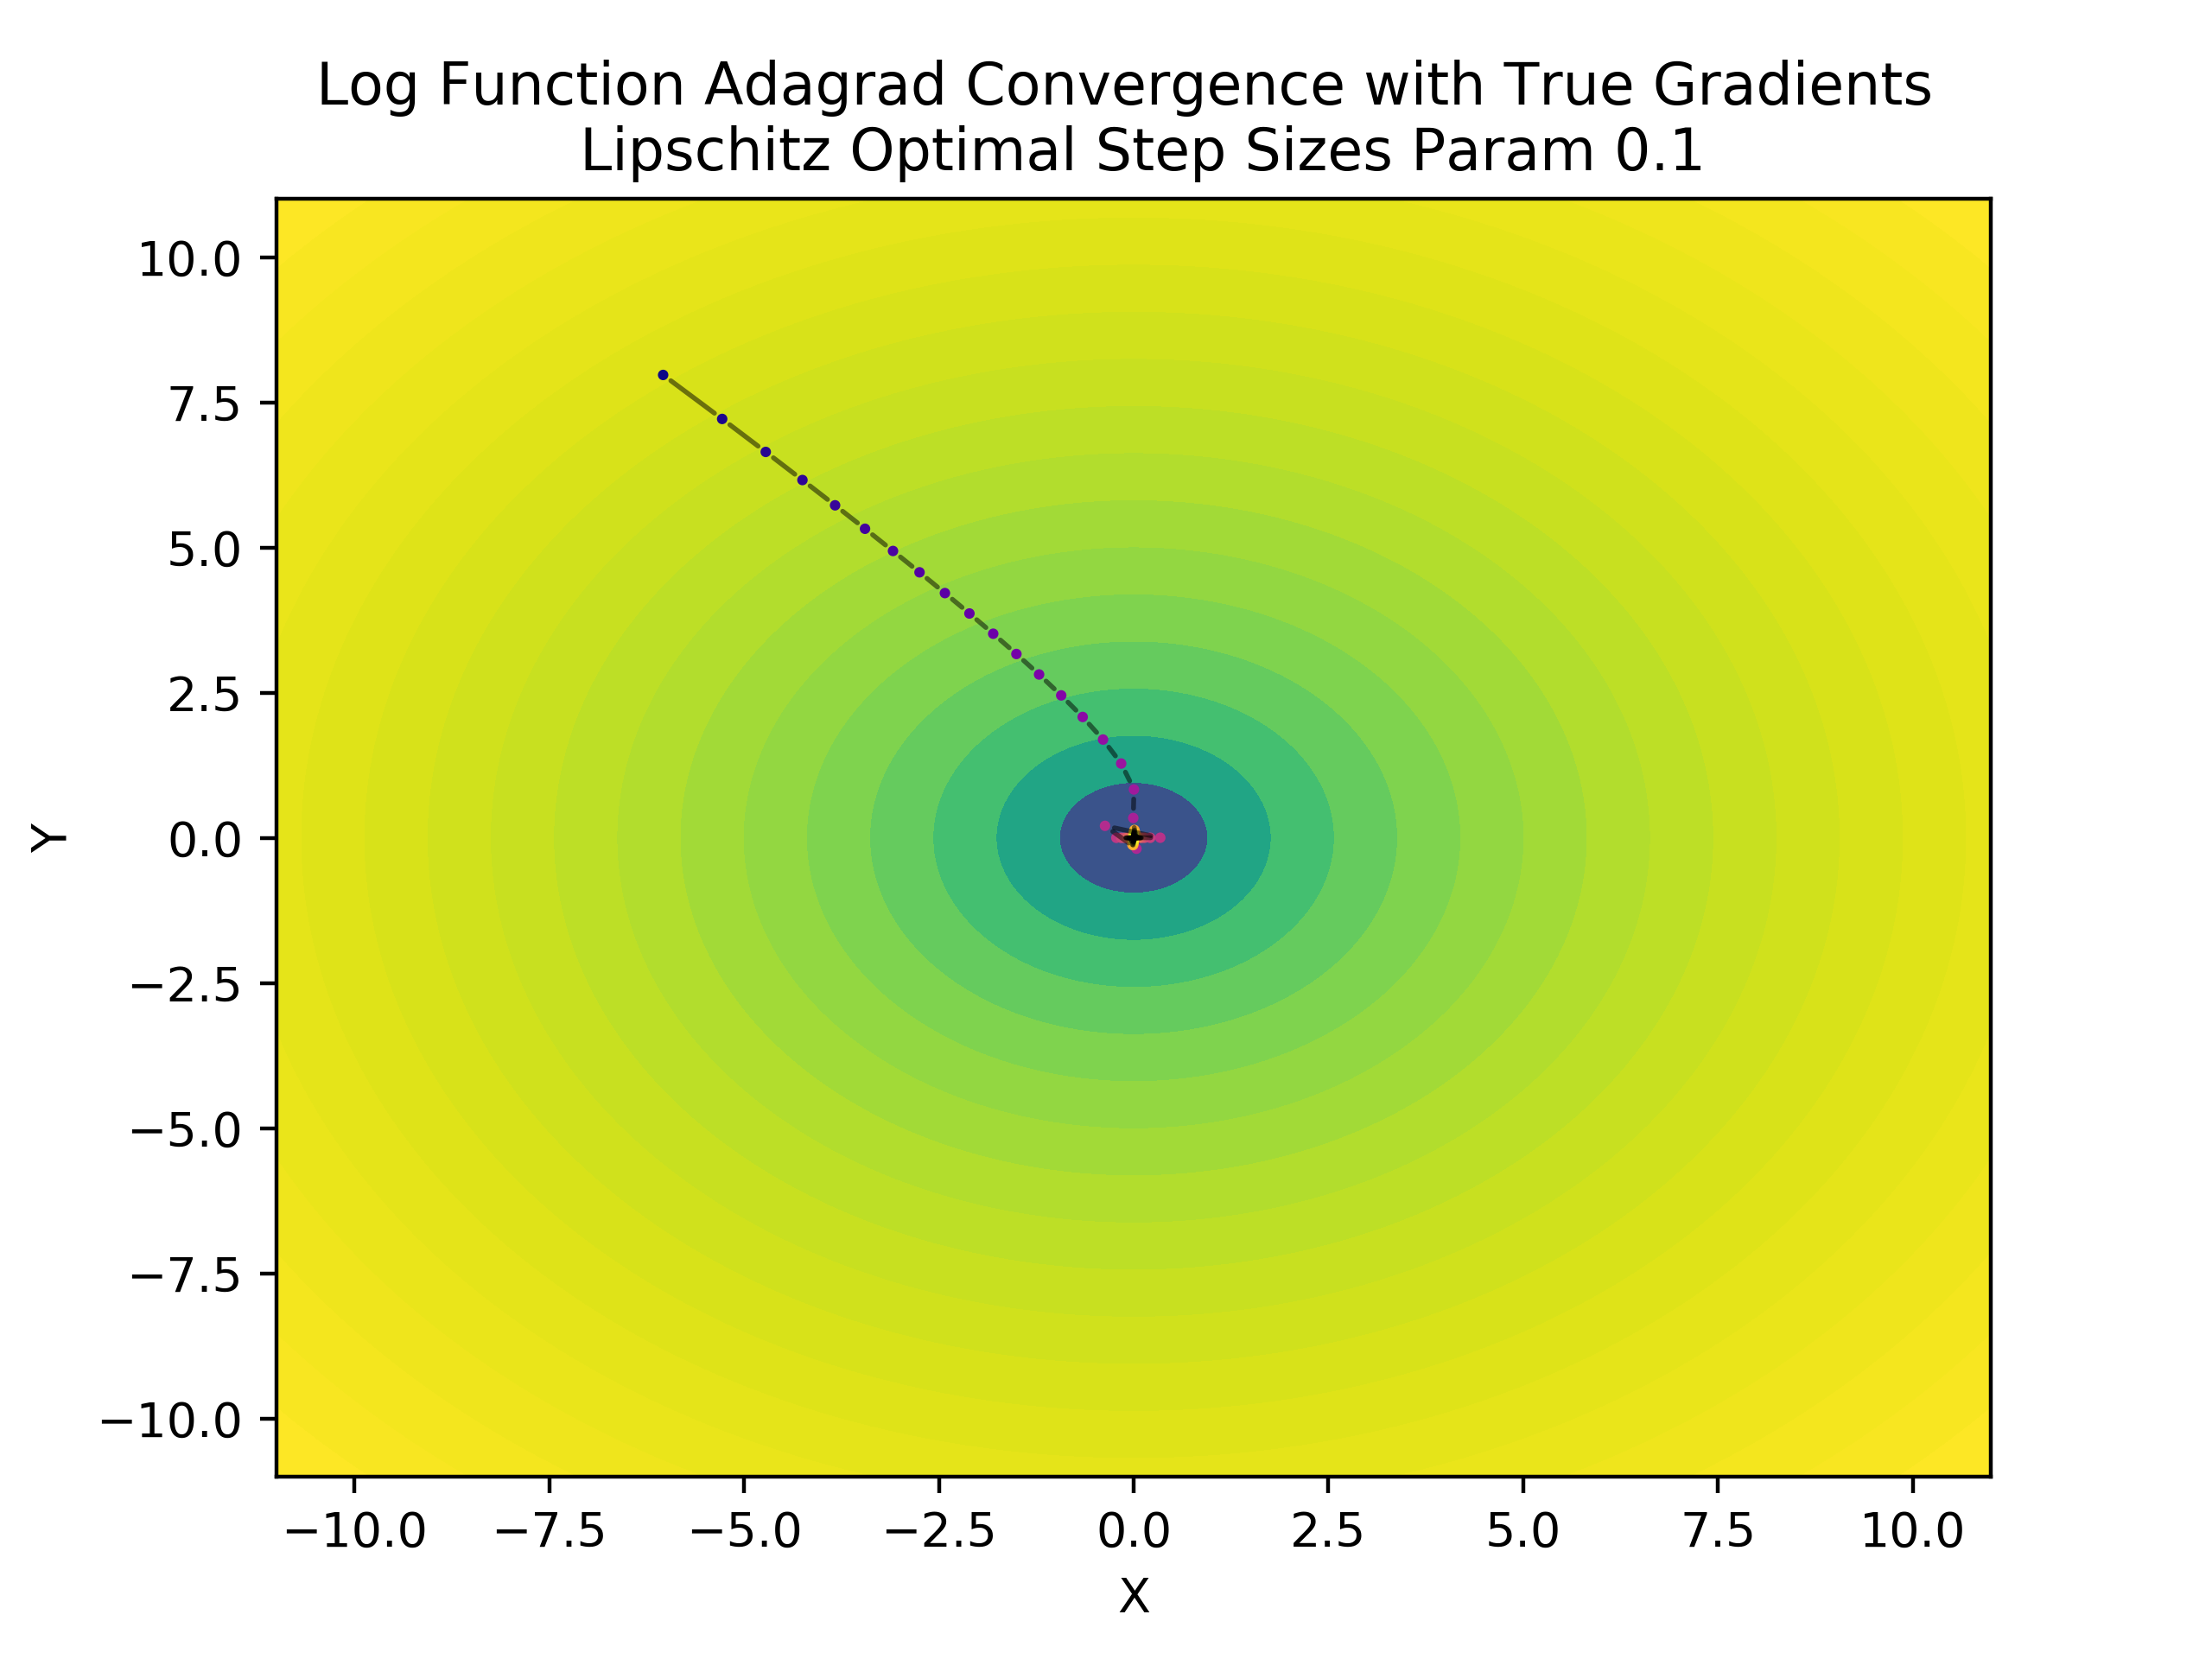 Log Function Adagrad Convergence with True Gradients
Lipschitz Optimal Step Sizes Param 0.1
10.0
7.5
5.0
2.5
0.0
−2.5
−5.0
−7.5
−10.0
Y
−10.0 −7.5 −5.0 −2.5 0.0 2.5 5.0 7.5 10.0
X